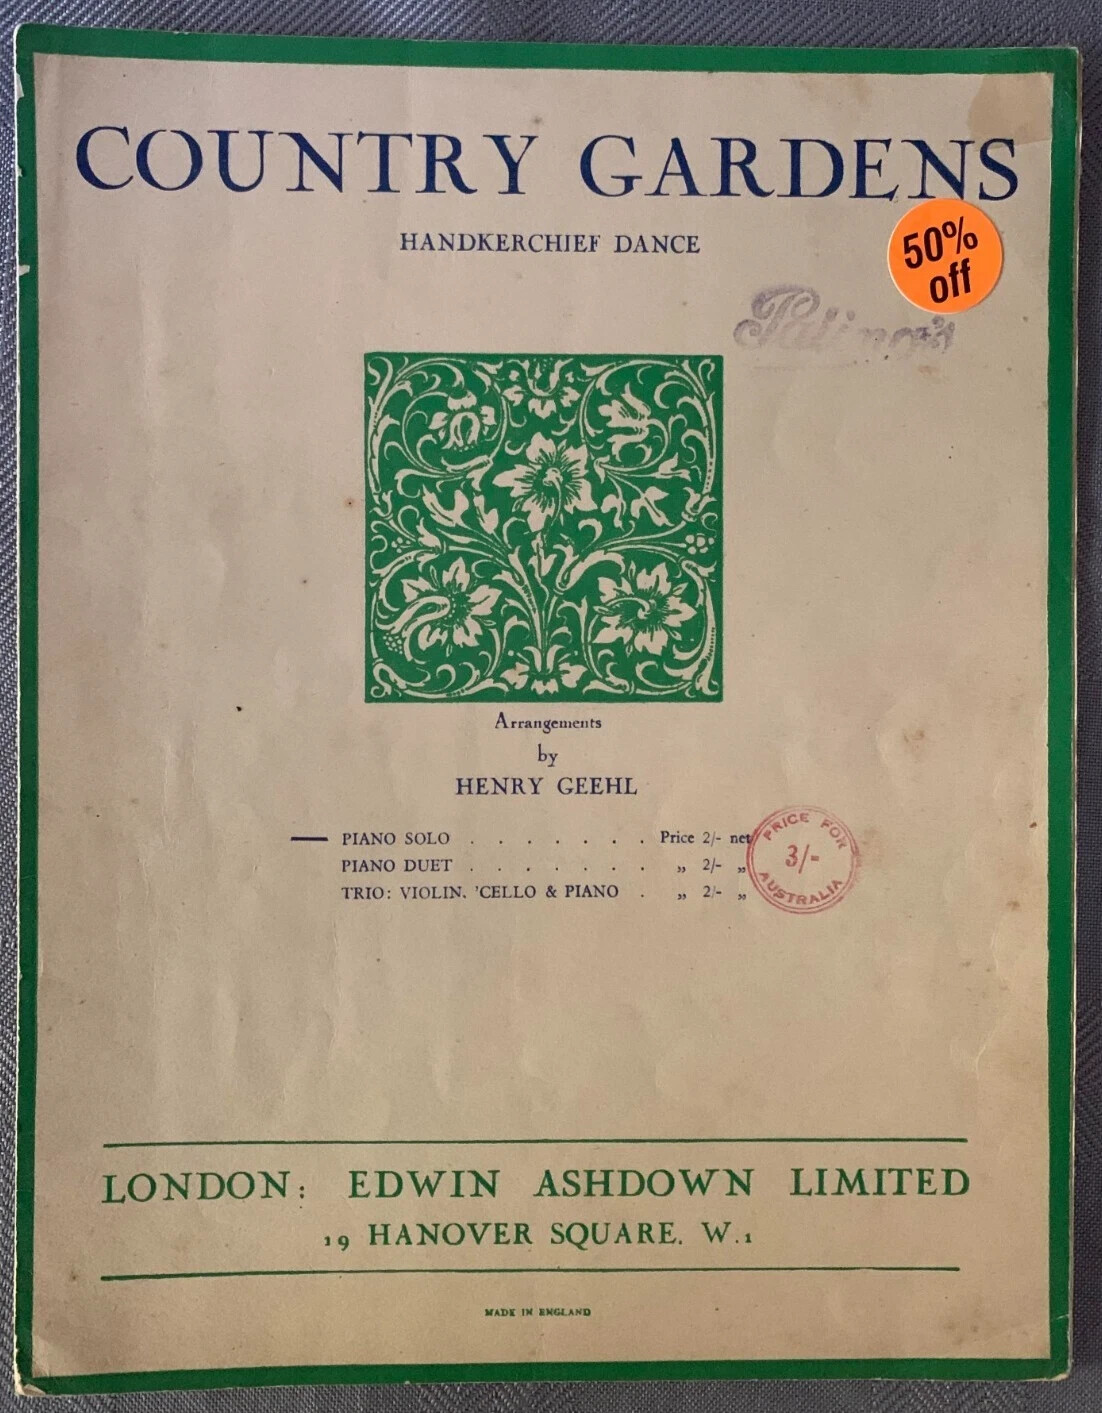 COUNTRY GARDENS
HANDKERCHIEF DANCE
50%
off
Paling's
Arrangements
by
HENRY GEEHL
PIANO SOLO . . . . . . . Price 2/- net
PIANO DUET . . . . . . . „ 2/- „
TRIO: VIOLIN, 'CELLO & PIANO . „ 2/- „
PRICE FOR
3/-
AUSTRALIA
LONDON: EDWIN ASHDOWN LIMITED
19 HANOVER SQUARE, W.1
MADE IN ENGLAND